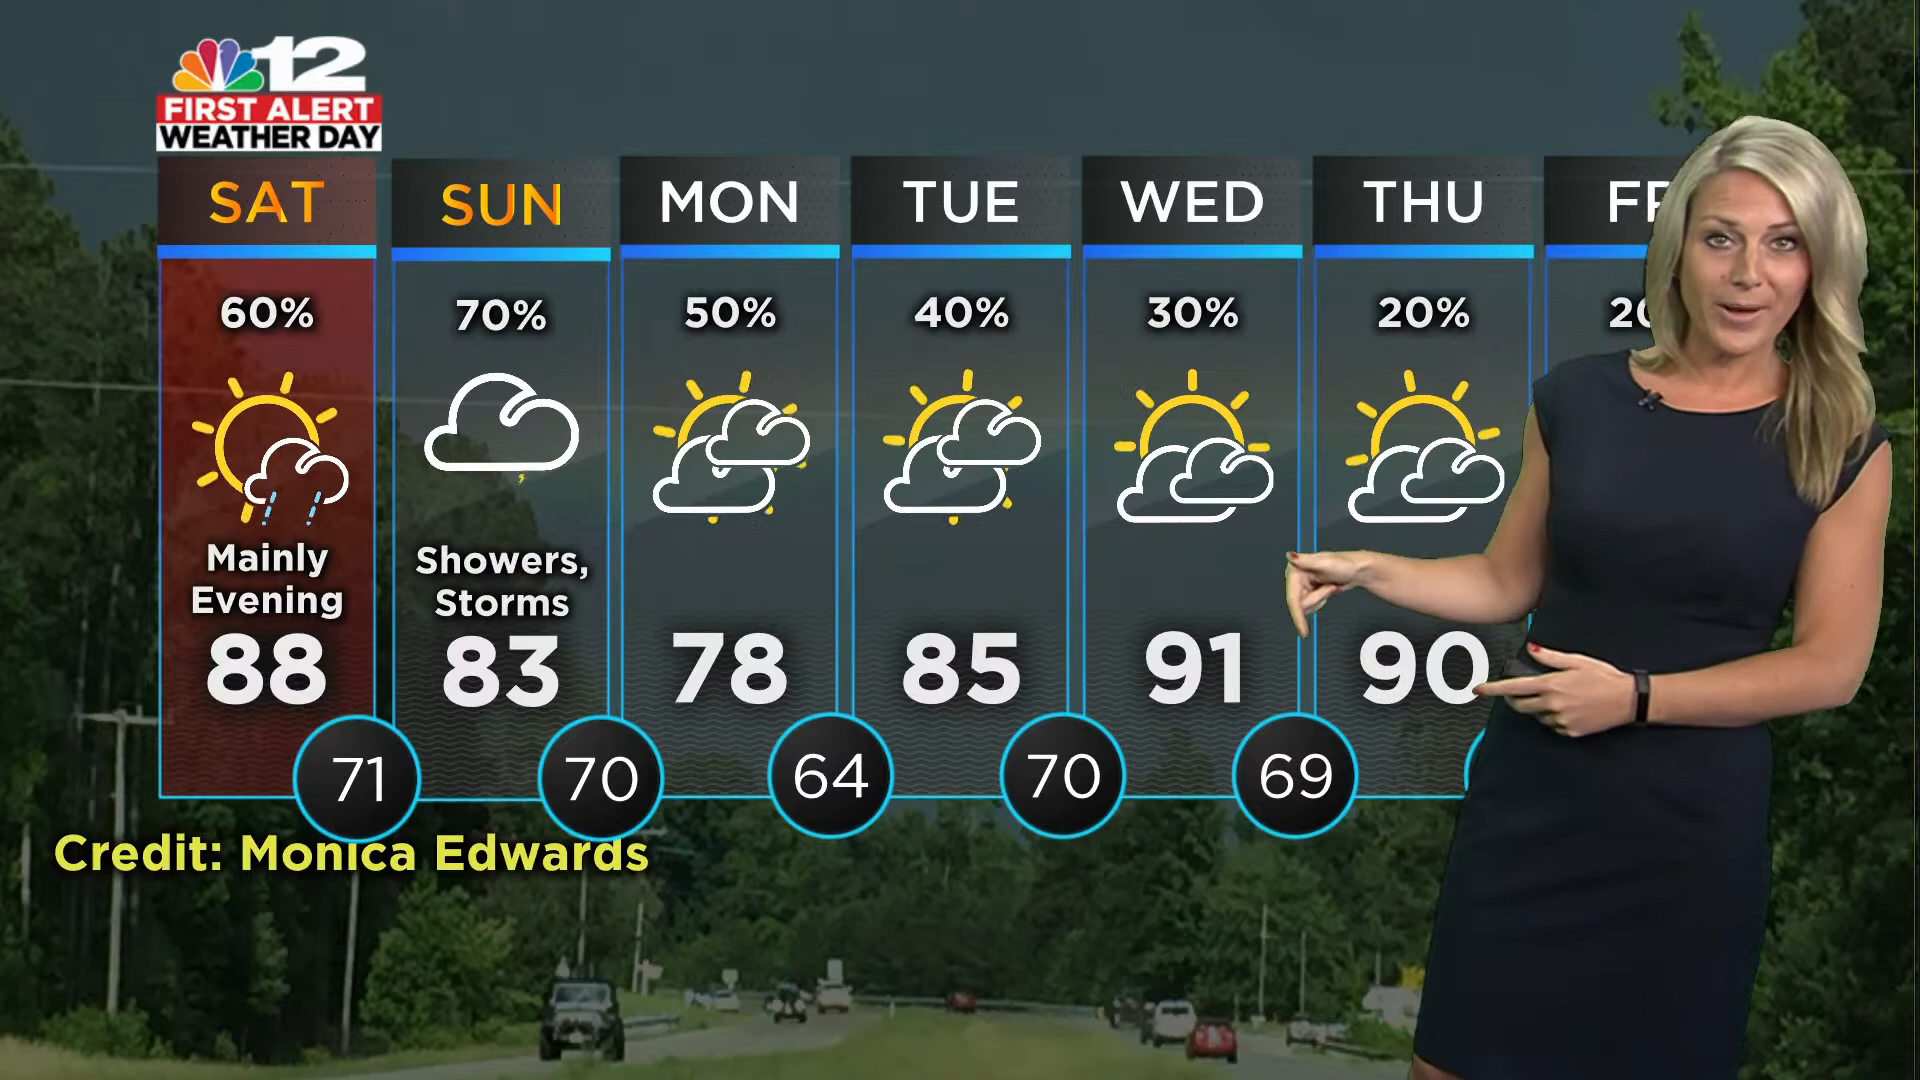 12
FIRST ALERT
WEATHER DAY
SAT SUN MON TUE WED THU
60% 70% 50% 40% 30% 20%
Mainly
Evening
Showers,
Storms
88 83 78 85 91 90
71 70 64 70 69
Credit: Monica Edwards